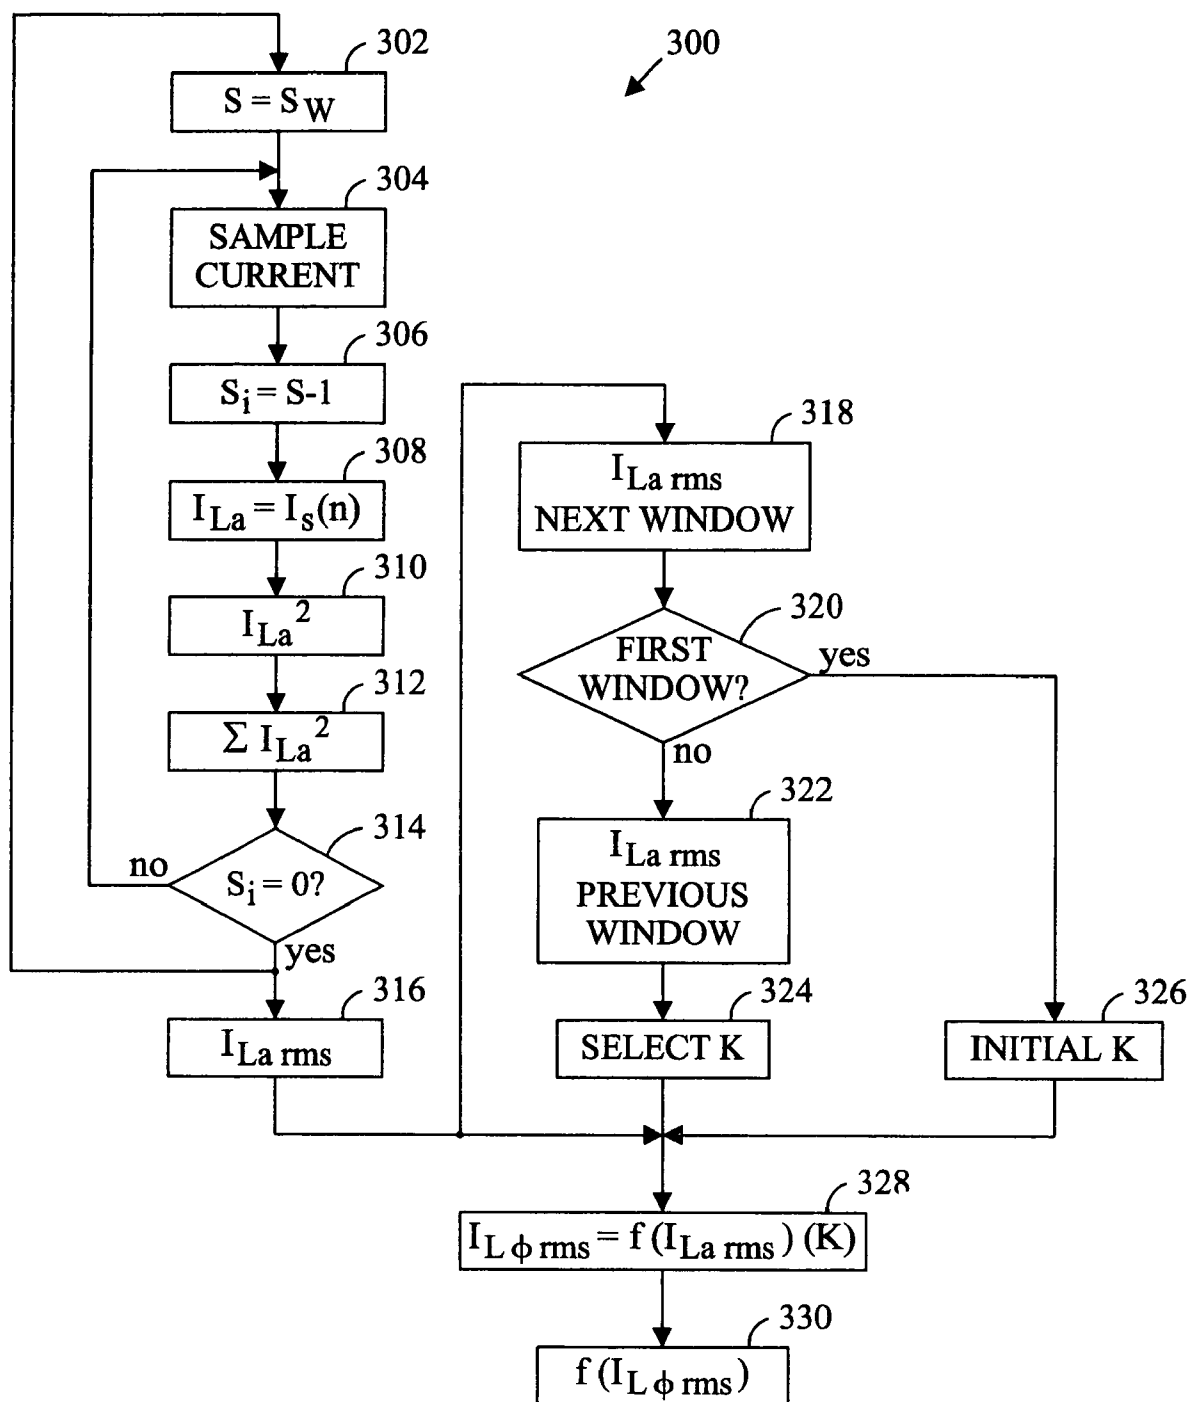 300
302
S = S_W
304
SAMPLE
CURRENT
306
S_i = S-1
308
I_La = I_s(n)
310
I_La^2
312
Σ I_La^2
314
no
S_i = 0?
yes
316
I_La rms
318
I_La rms
NEXT WINDOW
320
FIRST
WINDOW?
yes
no
322
I_La rms
PREVIOUS
WINDOW
324
SELECT K
326
INITIAL K
328
I_L ϕ rms = f (I_La rms) (K)
330
f (I_L ϕ rms)